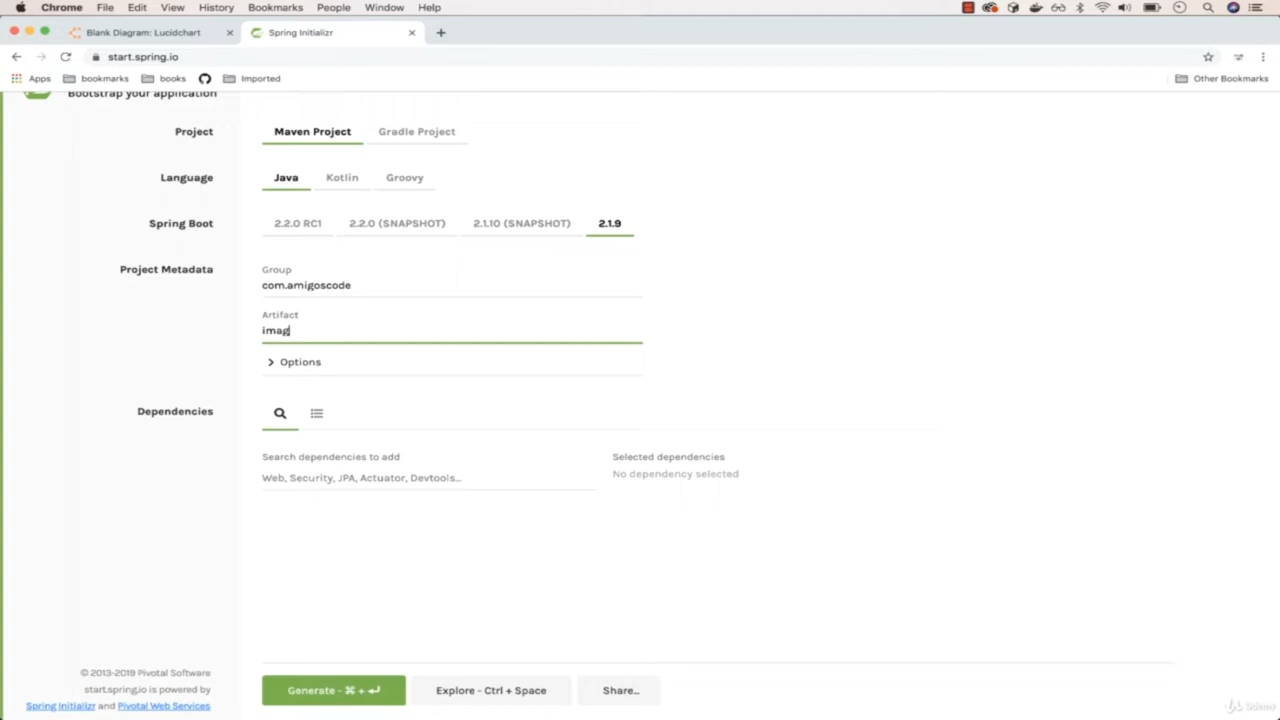 Chrome File Edit View History Bookmarks People Window Help
Blank Diagram: Lucidchart × Spring Initializr × +
start.spring.io
Apps bookmarks books Imported Other Bookmarks
Bootstrap your application
Project Maven Project Gradle Project
Language Java Kotlin Groovy
Spring Boot 2.2.0 RC1 2.2.0 (SNAPSHOT) 2.1.10 (SNAPSHOT) 2.1.9
Project Metadata Group
com.amigoscode
Artifact
imag
> Options
Dependencies
Search dependencies to add Selected dependencies
Web, Security, JPA, Actuator, Devtools... No dependency selected
© 2013-2019 Pivotal Software
start.spring.io is powered by
Spring Initializr and Pivotal Web Services
Generate - ⌘ + ↵ Explore - Ctrl + Space Share...
Udemy